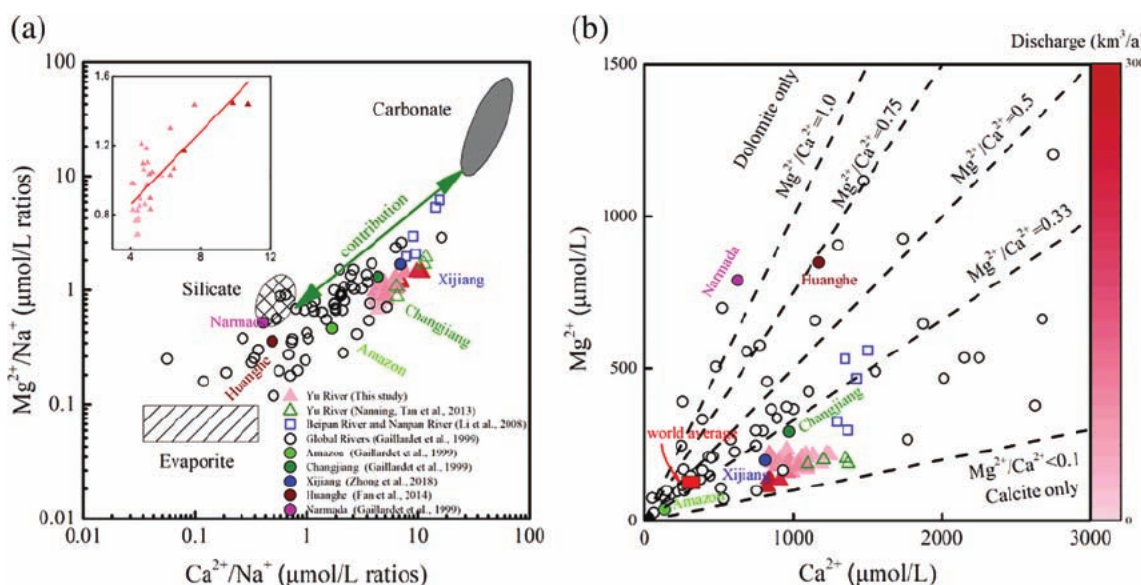 (a)
100
10
1
0.1
0.01
Mg²⁺/Na⁺ (μmol/L ratios)
0.01
0.1
1
10
100
Ca²⁺/Na⁺ (μmol/L ratios)
1.6
1.2
0.8
4
8
12
Carbonate
contribution
Silicate
Narmada
Huanghe
Xijiang
Changjiang
Amazon
Evaporite
Yu River (This study)
Yu River (Nanning, Tan et al., 2013)
Beipan River and Nanpan River (Li et al., 2008)
Global Rivers (Gaillardet et al., 1999)
Amazon (Gaillardet et al., 1999)
Changjiang (Gaillardet et al., 1999)
Xijiang (Zhong et al., 2018)
Huanghe (Fan et al., 2014)
Narmada (Gaillardet et al., 1999)
(b)
Discharge (km³/a)
300
0
1500
1000
500
0
Mg²⁺ (μmol/L)
0
1000
2000
3000
Ca²⁺ (μmol/L)
Dolomite only
Mg²⁺/Ca²⁺=1.0
Mg²⁺/Ca²⁺=0.75
Mg²⁺/Ca²⁺=0.5
Mg²⁺/Ca²⁺=0.33
Narmada
Huanghe
Changjiang
world average
Xijiang
Amazon
Mg²⁺/Ca²⁺<0.1
Calcite only